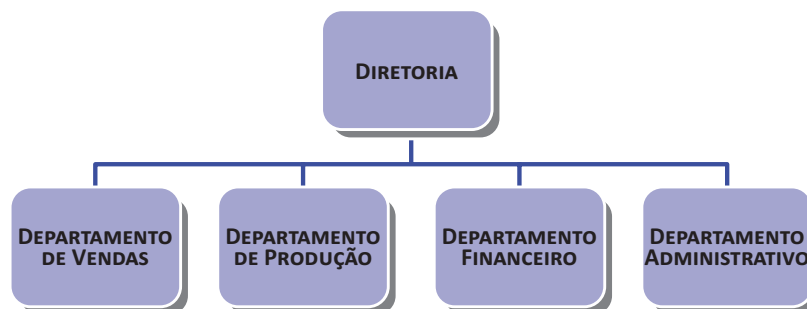 DIRETORIA
DEPARTAMENTO
DE VENDAS
DEPARTAMENTO
DE PRODUÇÃO
DEPARTAMENTO
FINANCEIRO
DEPARTAMENTO
ADMINISTRATIVO